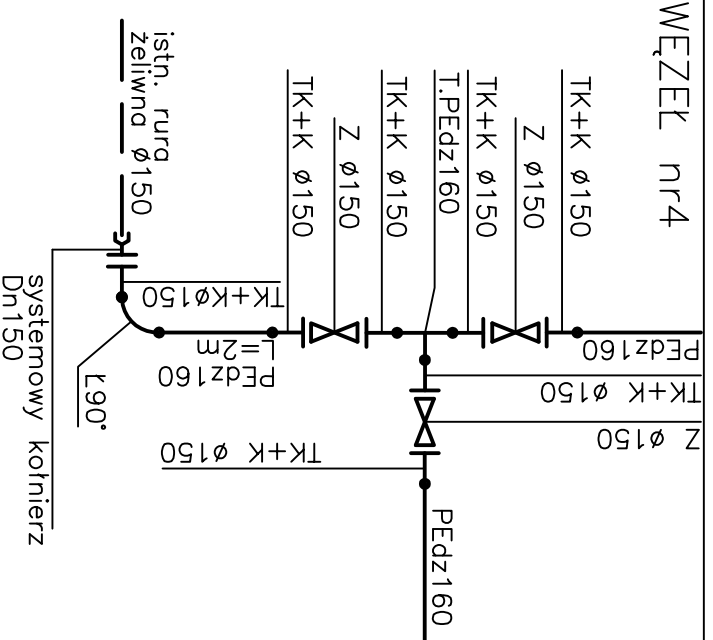 WĘZEŁ nr4
TK+K ø150
Z ø150
TK+K ø150
T.PEdz160
TK+K ø150
Z ø150
TK+K ø150
istn. rura
żeliwna ø150
TK+Kø150
PEdz160
L=2m
PEdz160
TK+K ø150
Z ø150
TK+K ø150
Ł90°
PEdz160
systemowy kołnierz
Dn150